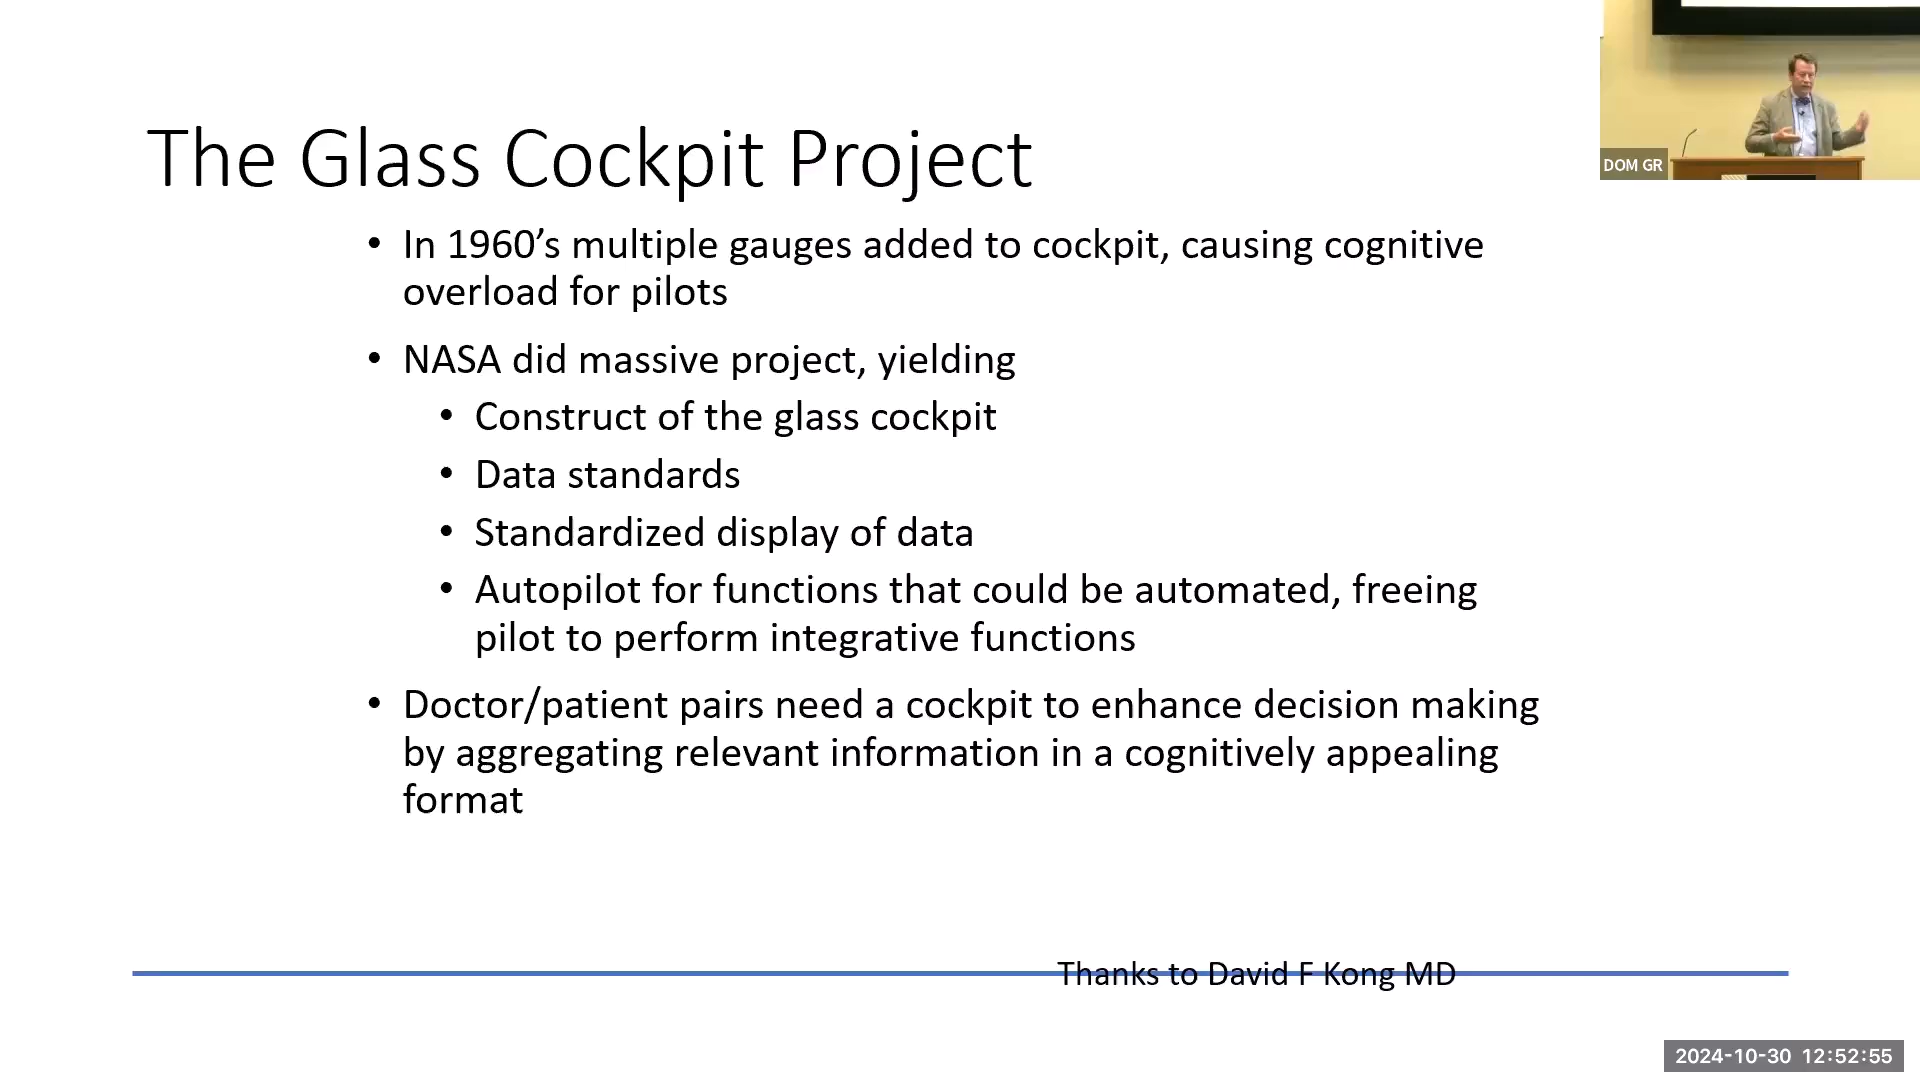 The Glass Cockpit Project
• In 1960’s multiple gauges added to cockpit, causing cognitive
overload for pilots
• NASA did massive project, yielding
• Construct of the glass cockpit
• Data standards
• Standardized display of data
• Autopilot for functions that could be automated, freeing
pilot to perform integrative functions
• Doctor/patient pairs need a cockpit to enhance decision making
by aggregating relevant information in a cognitively appealing
format
Thanks to David F Kong MD
DOM GR
2024-10-30 12:52:55